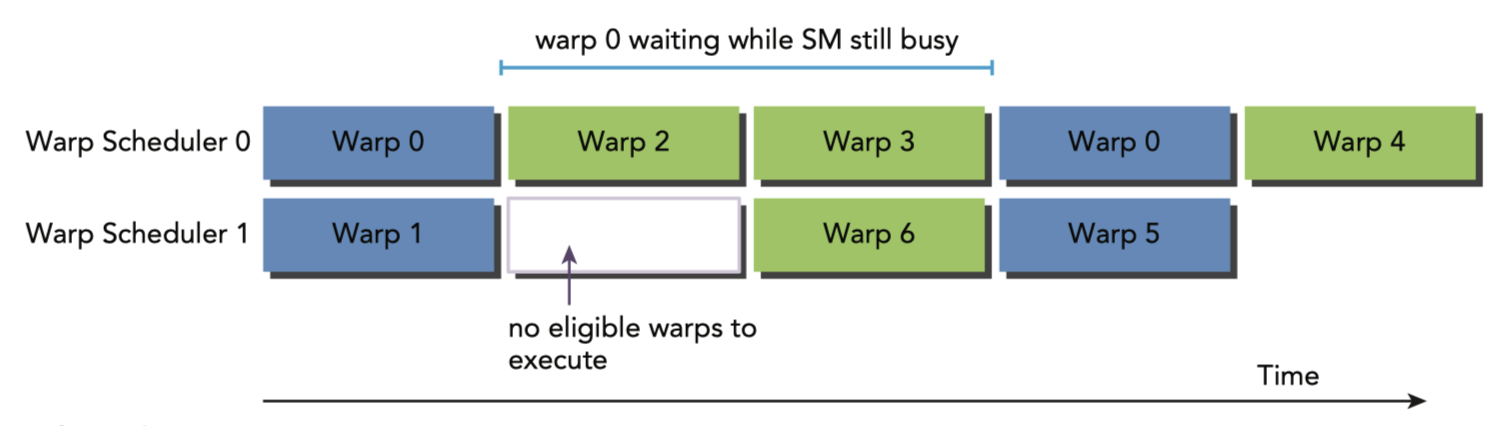 warp 0 waiting while SM still busy
Warp Scheduler 0
Warp 0
Warp 2
Warp 3
Warp 0
Warp 4
Warp Scheduler 1
Warp 1
Warp 6
Warp 5
no eligible warps to
execute
Time